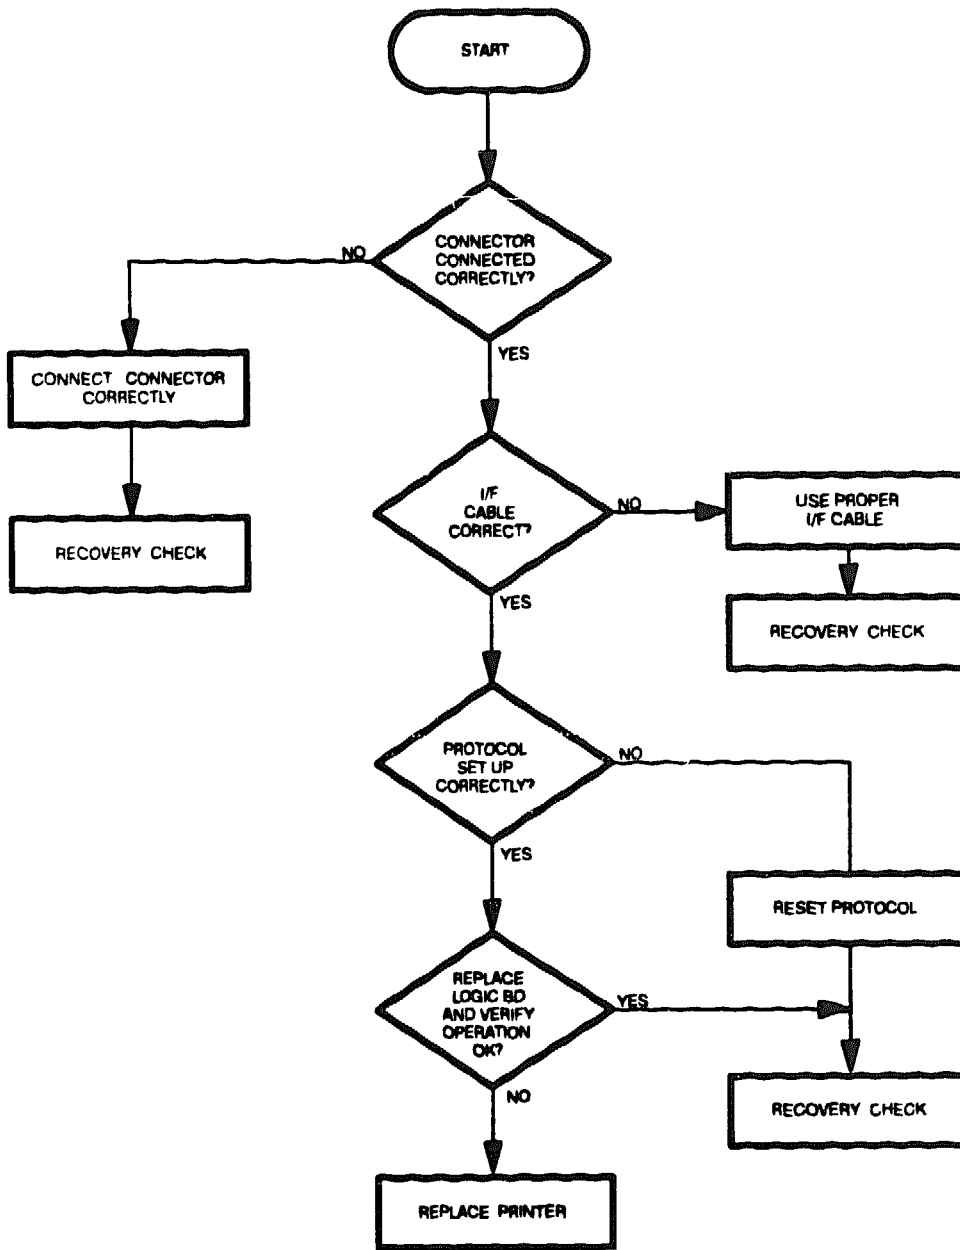 START
CONNECTOR
CONNECTED
CORRECTLY?
NO
YES
CONNECT CONNECTOR
CORRECTLY
RECOVERY CHECK
I/F
CABLE
CORRECT?
NO
USE PROPER
I/F CABLE
YES
RECOVERY CHECK
PROTOCOL
SET UP
CORRECTLY?
NO
YES
RESET PROTOCOL
REPLACE
LOGIC BD
AND VERIFY
OPERATION
OK?
YES
NO
RECOVERY CHECK
REPLACE PRINTER